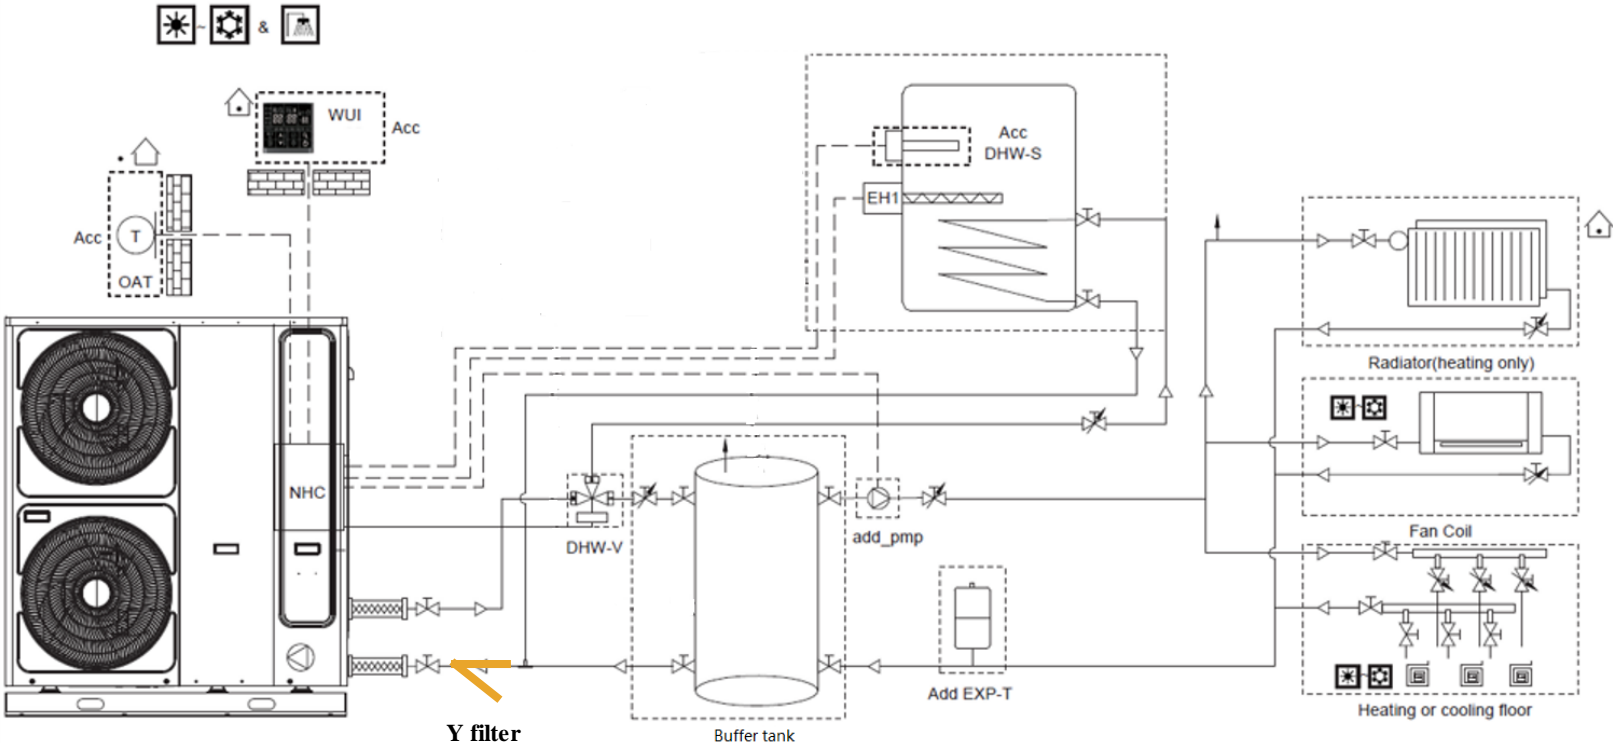 ~ &
WUI
Acc
Acc
T
OAT
Acc
DHW-S
EH1
Radiator(heating only)
NHC
Fan Coil
DHW-V
add_pmp
Add EXP-T
Heating or cooling floor
Y filter
Buffer tank